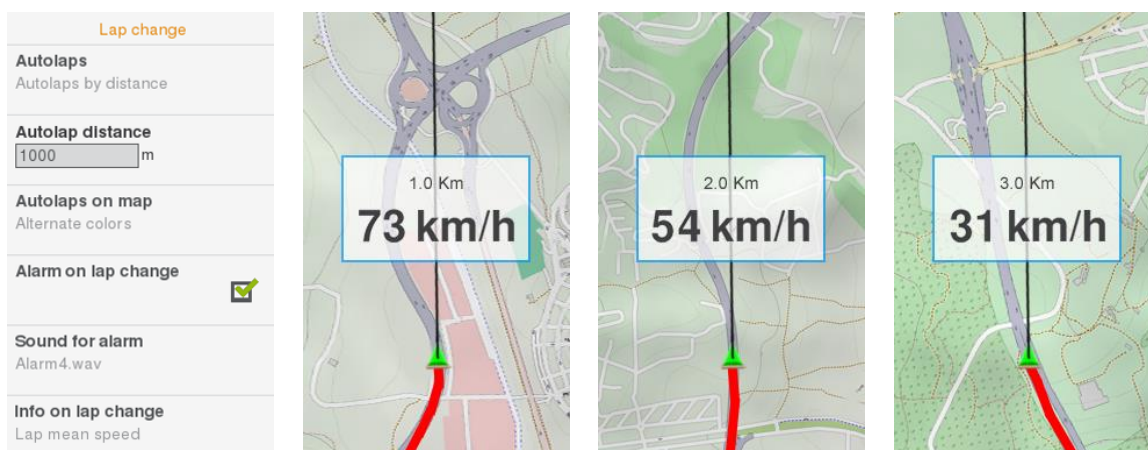 Lap change
Autolaps
Autolaps by distance
Autolap distance
1000 m
Autolaps on map
Alternate colors
Alarm on lap change
Sound for alarm
Alarm4.wav
Info on lap change
Lap mean speed
1.0 Km
73 km/h
2.0 Km
54 km/h
3.0 Km
31 km/h